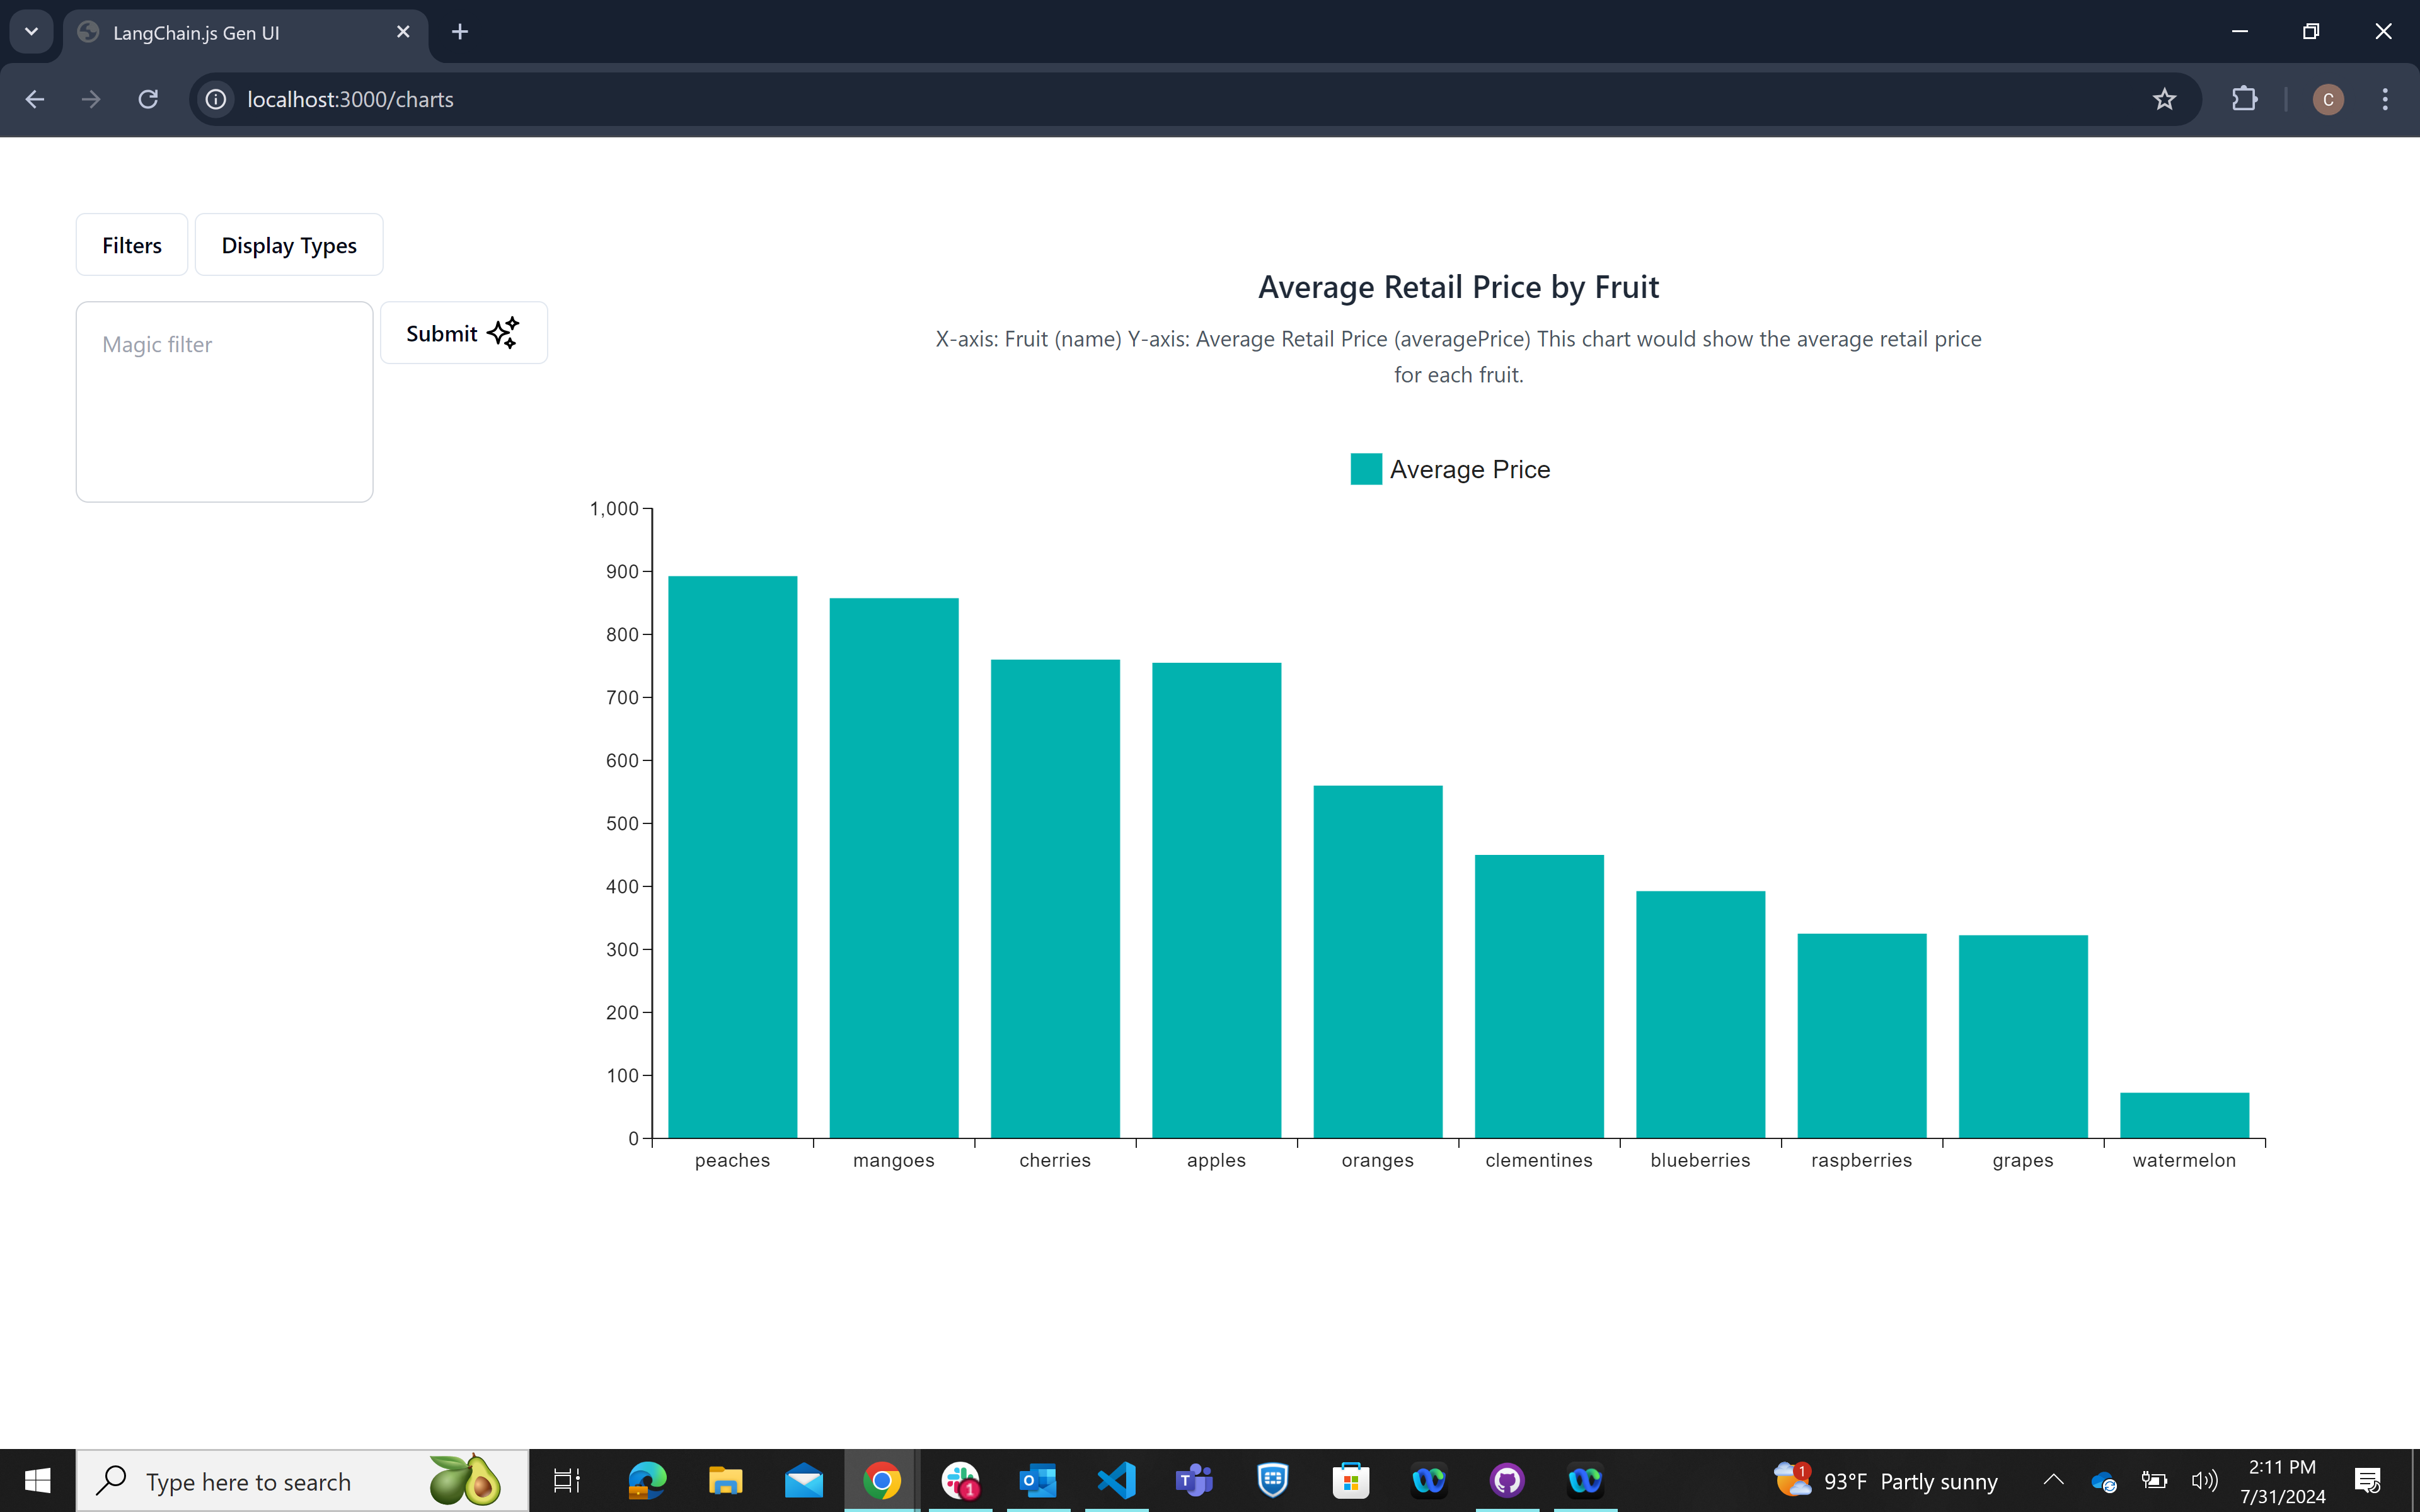 LangChain.js Gen UI
localhost:3000/charts
C
Filters
Display Types
Magic filter
Submit
Average Retail Price by Fruit
X-axis: Fruit (name) Y-axis: Average Retail Price (averagePrice) This chart would show the average retail price
for each fruit.
Average Price
1,000
900
800
700
600
500
400
300
200
100
0
peaches
mangoes
cherries
apples
oranges
clementines
blueberries
raspberries
grapes
watermelon
Type here to search
1
1
93°F Partly sunny
2:11 PM
7/31/2024